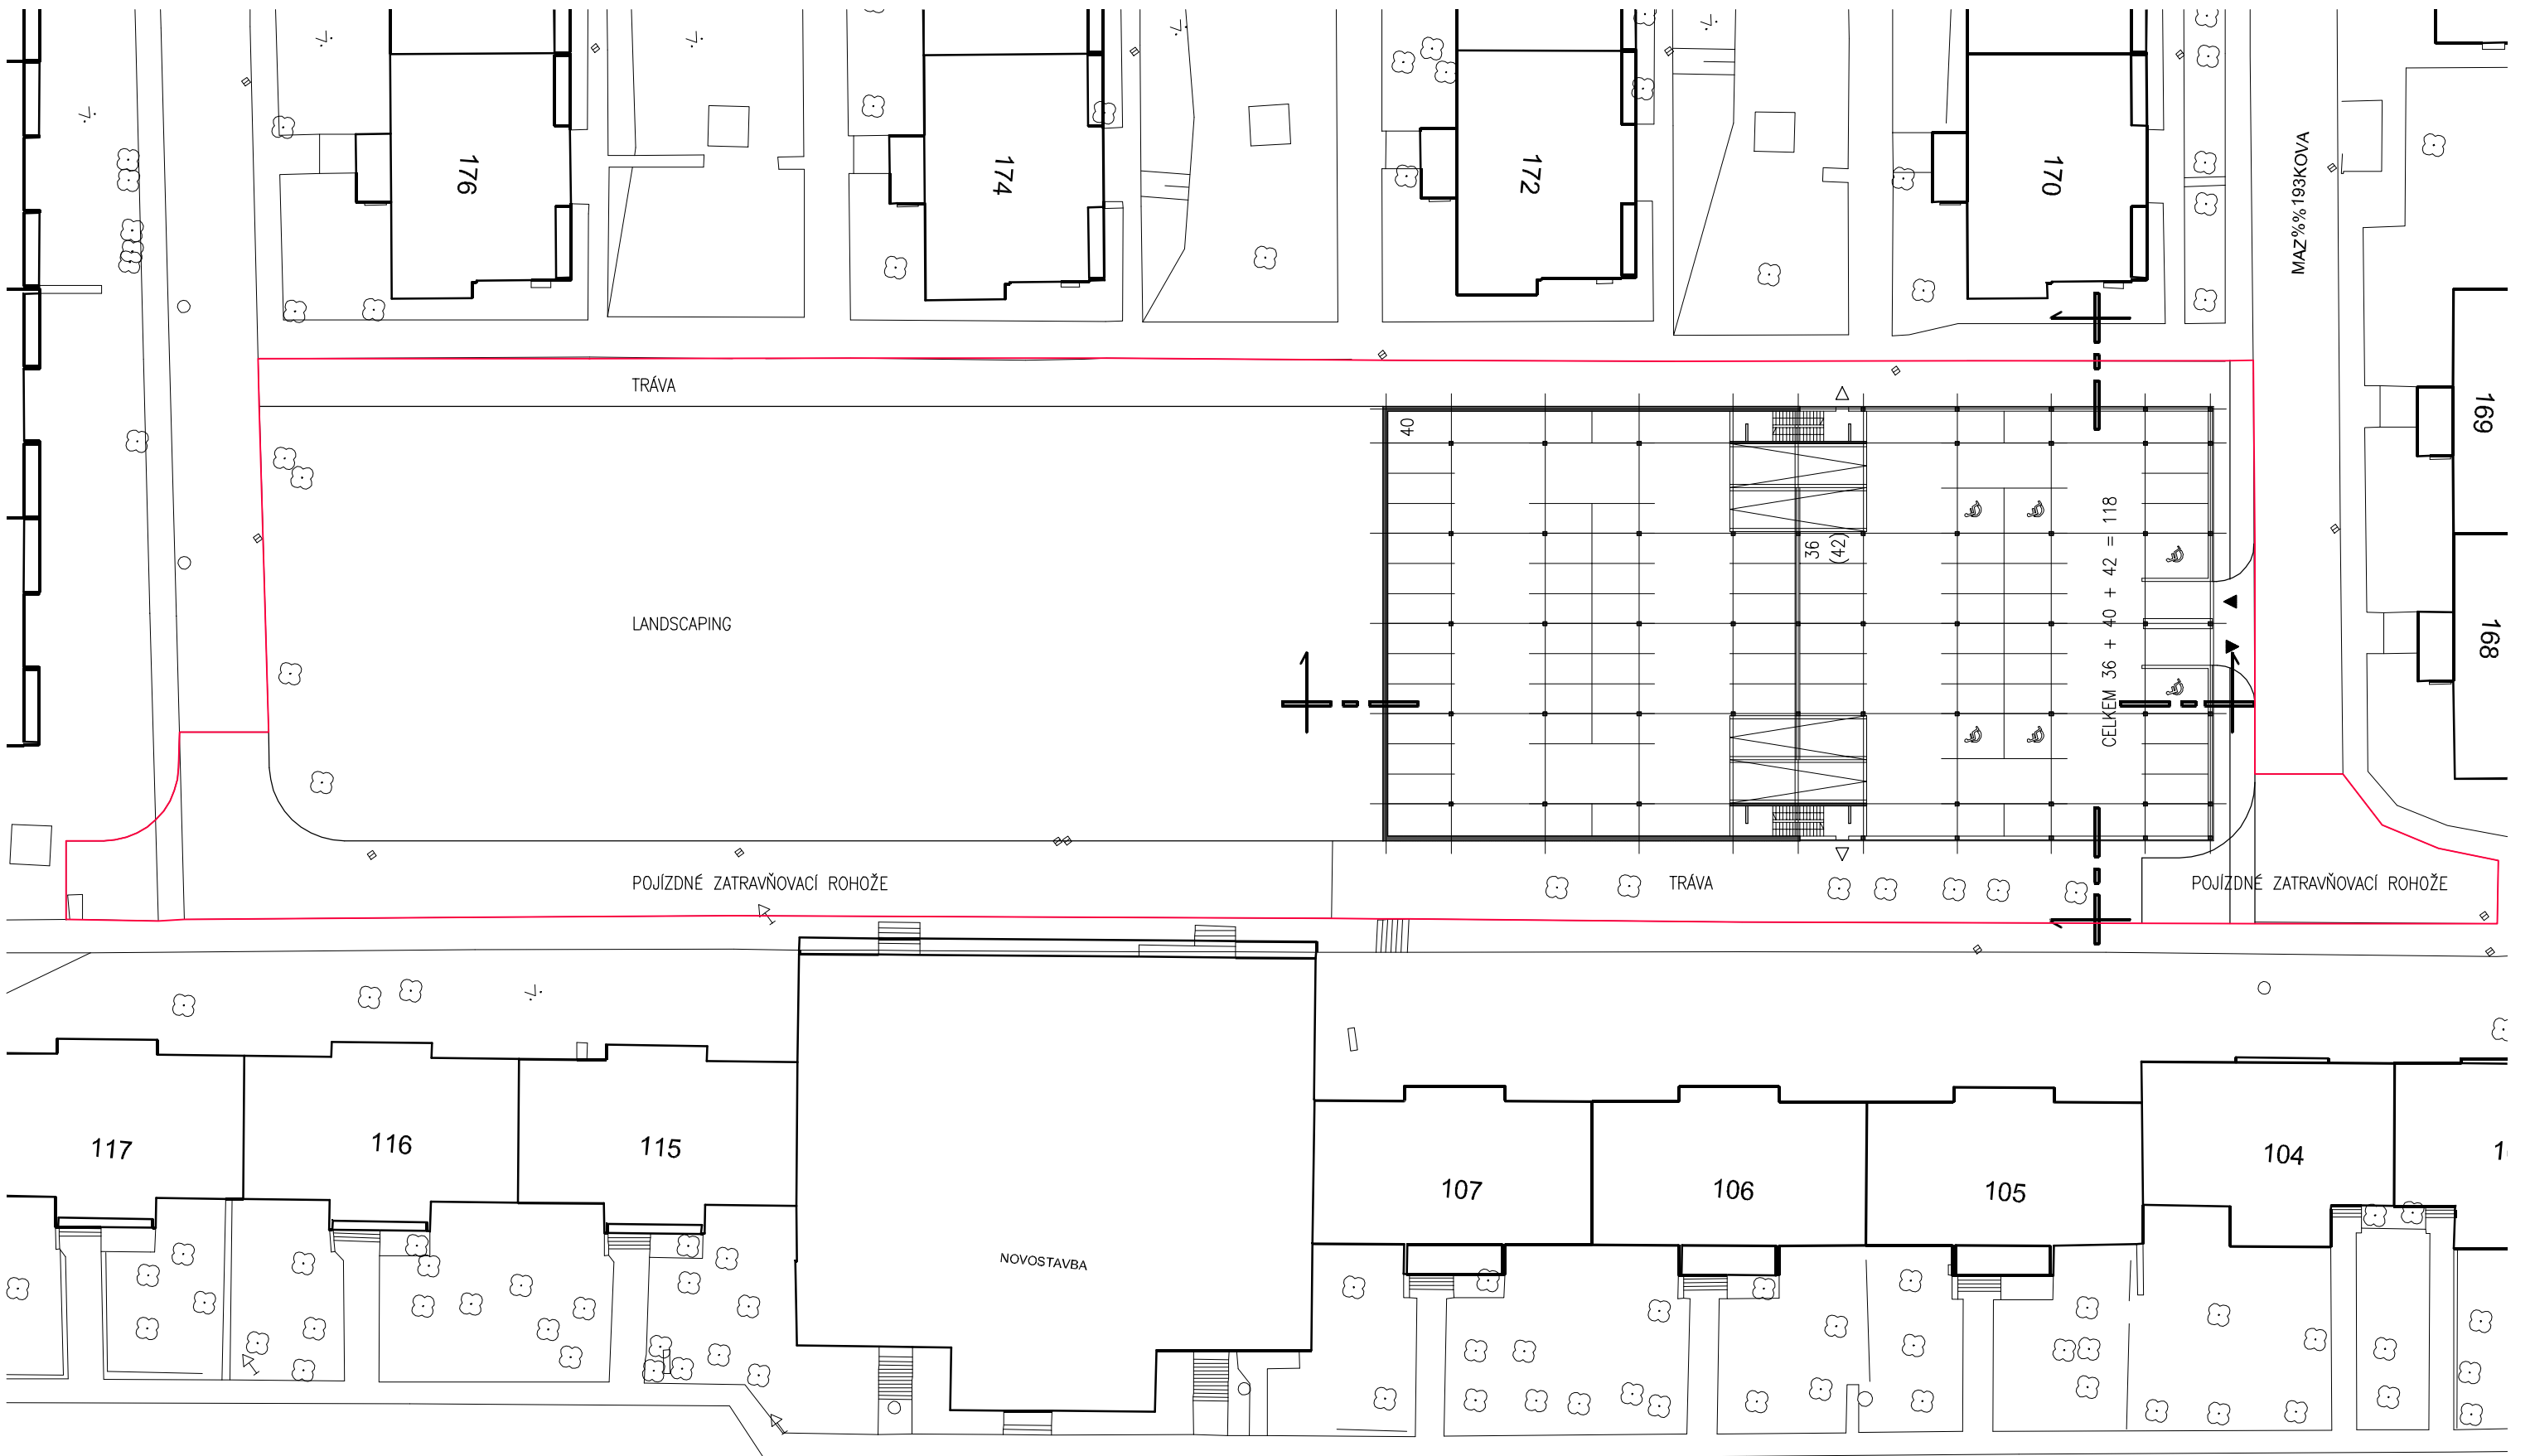 176
174
172
170
MAZ%%193KOVA
169
168
TRÁVA
40
36
(42)
CELKEM 36 + 40 + 42 = 118
LANDSCAPING
POJÍZDNÉ ZATRAVŇOVACÍ ROHOŽE
TRÁVA
POJÍZDNÉ ZATRAVŇOVACÍ ROHOŽE
117
116
115
107
106
105
104
NOVOSTAVBA